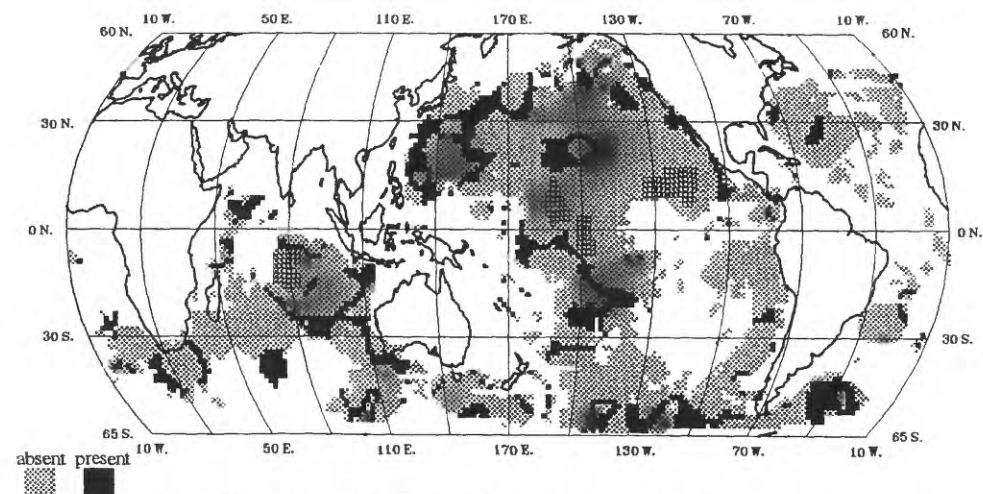 10 W. 50 E. 110 E. 170 E. 130 W. 70 W. 10 W.
60 N. 60 N.
30 N. 30 N.
0 N. 0 N.
30 S. 30 S.
65 S. 65 S.
10 W. 50 E. 110 E. 170 E. 130 W. 70 W. 10 W.
absent present